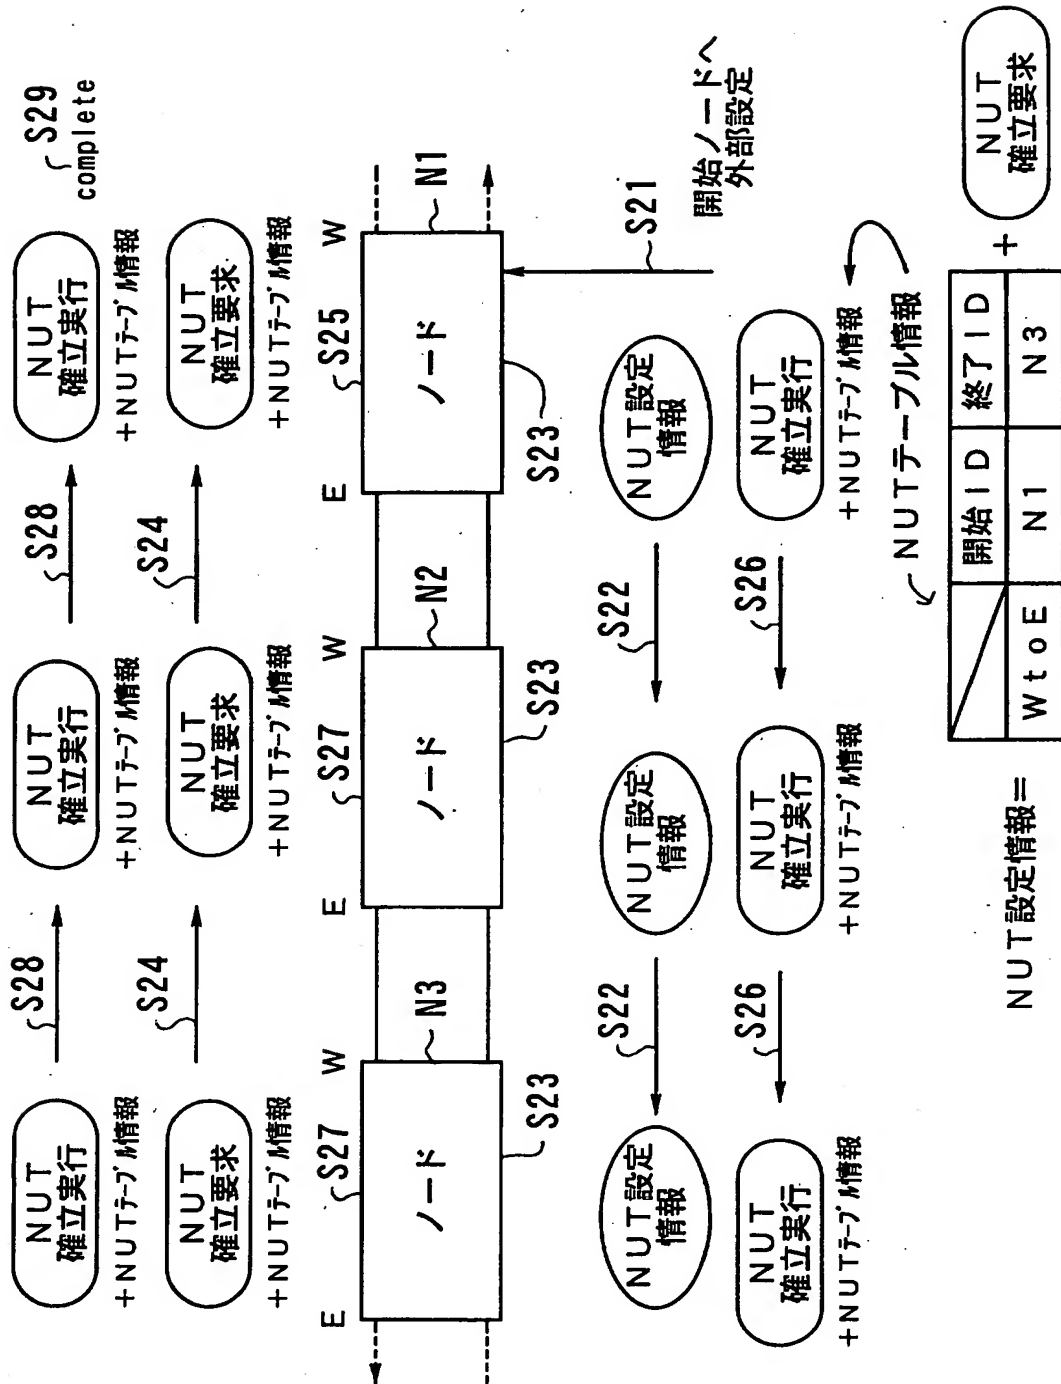 S28
S28
S29
complete
NUT
確立実行
NUT
確立実行
NUT
確立実行
+NUTテーブル情報
+NUTテーブル情報
+NUTテーブル情報
S24
S24
NUT
確立要求
NUT
確立要求
NUT
確立要求
+NUTテーブル情報
+NUTテーブル情報
+NUTテーブル情報
E
S27
W
E
S27
W
E
S25
W
ノード
N3
ノード
N2
ノード
N1
S23
S23
S23
S21
開始ノードへ
外部設定
S22
S22
NUT設定
情報
NUT設定
情報
NUT設定
情報
S26
S26
NUT
確立実行
NUT
確立実行
NUT
確立実行
+NUTテーブル情報
+NUTテーブル情報
+NUTテーブル情報
NUTテーブル情報
NUT設定情報=
開始ID
終了ID
WtoE
N1
N3
+
NUT
確立要求